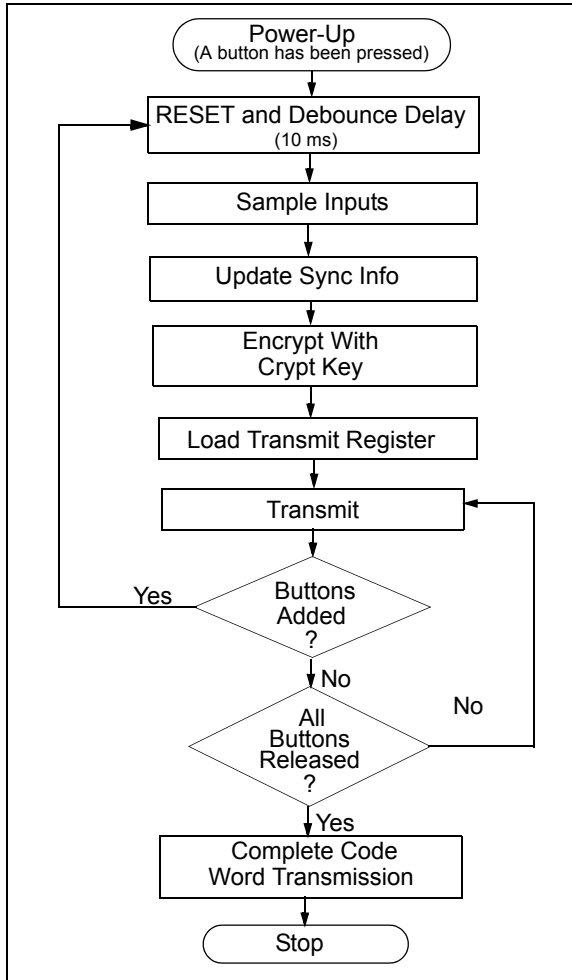 Power-Up
(A button has been pressed)
RESET and Debounce Delay
(10 ms)
Sample Inputs
Update Sync Info
Encrypt With
Crypt Key
Load Transmit Register
Transmit
Yes
Buttons
Added
?
No
All
Buttons
Released
?
No
Yes
Complete Code
Word Transmission
Stop